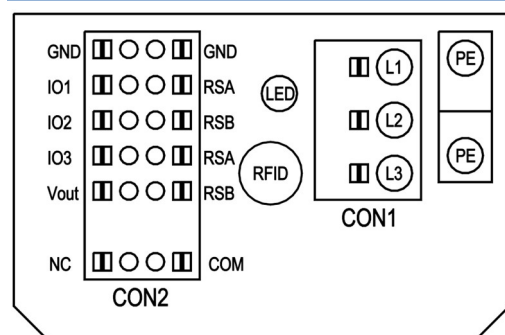 GND GND
IO1 RSA
IO2 RSB
IO3 RSA
Vout RSB
NC COM
CON2
LED
RFID
L1
L2
L3
CON1
PE
PE